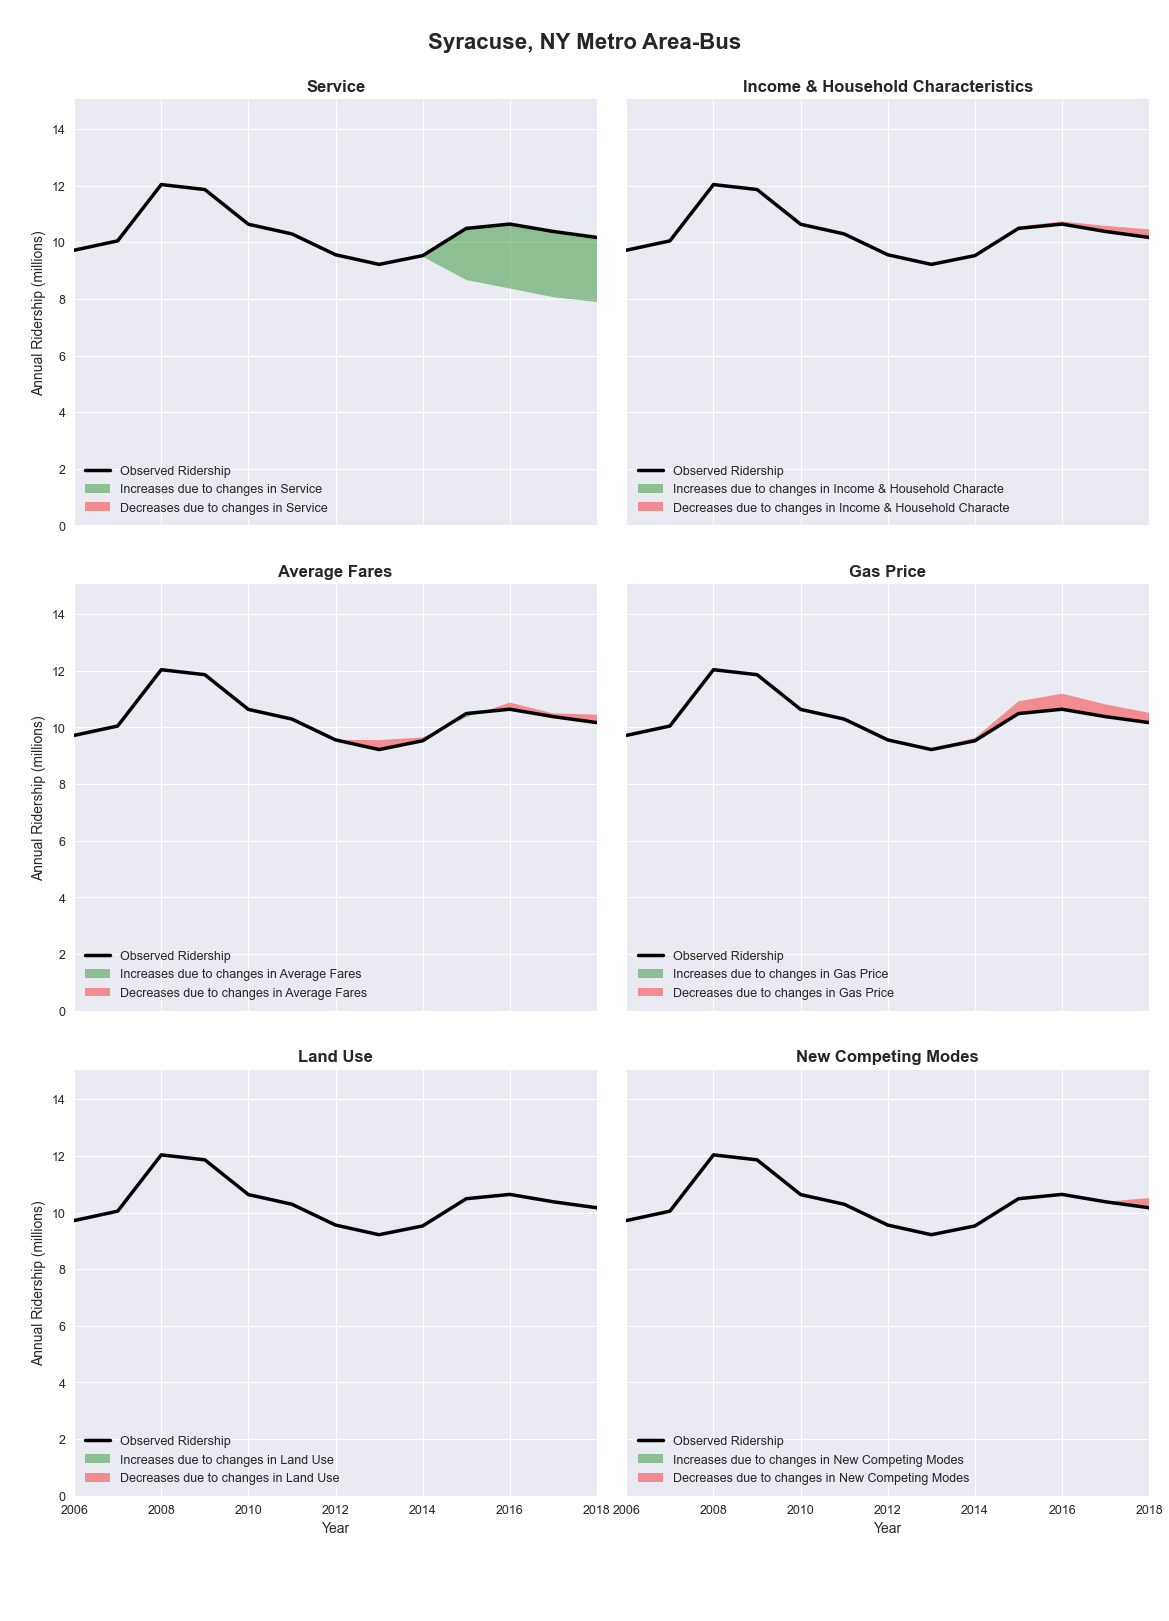 Syracuse, NY Metro Area-Bus
Service
14
12
10
8
6
4
2
0
Annual Ridership (millions)
Observed Ridership
Increases due to changes in Service
Decreases due to changes in Service
Income & Household Characteristics
Observed Ridership
Increases due to changes in Income & Household Characte
Decreases due to changes in Income & Household Characte
Average Fares
14
12
10
8
6
4
2
0
Annual Ridership (millions)
Observed Ridership
Increases due to changes in Average Fares
Decreases due to changes in Average Fares
Gas Price
Observed Ridership
Increases due to changes in Gas Price
Decreases due to changes in Gas Price
Land Use
14
12
10
8
6
4
2
0
Annual Ridership (millions)
Observed Ridership
Increases due to changes in Land Use
Decreases due to changes in Land Use
2006 2008 2010 2012 2014 2016 2018
Year
New Competing Modes
Observed Ridership
Increases due to changes in New Competing Modes
Decreases due to changes in New Competing Modes
2006 2008 2010 2012 2014 2016 2018
Year